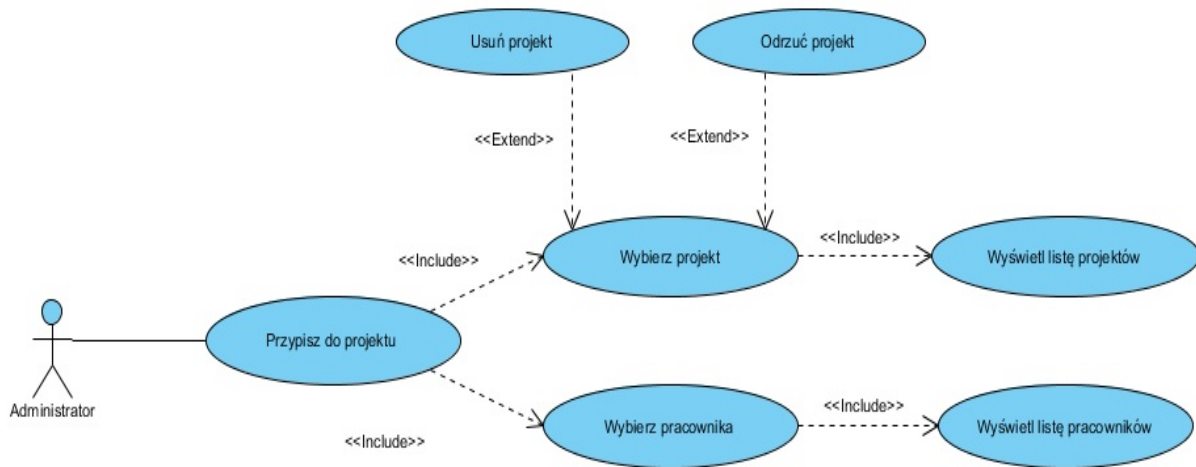 Usuń projekt
Odrzuć projekt
<<Extend>>
<<Extend>>
<<Include>>
Wybierz projekt
<<Include>>
Wyświetl listę projektów
Przypisz do projektu
Administrator
<<Include>>
Wybierz pracownika
<<Include>>
Wyświetl listę pracowników